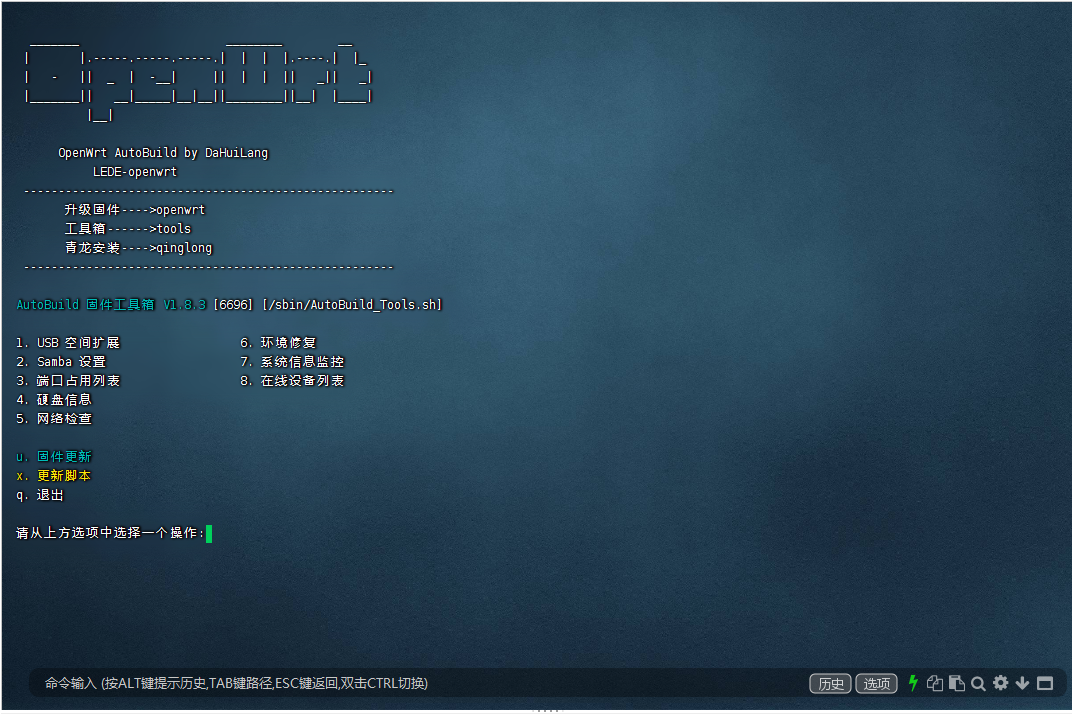 OpenWrt
OpenWrt AutoBuild by DaHuiLang
LEDE-openwrt
-----------------------------------------------------
升级固件---->openwrt
工具箱------>tools
青龙安装---->qinglong
-----------------------------------------------------
AutoBuild 固件工具箱 V1.8.3 [6696] [/sbin/AutoBuild_Tools.sh]
1. USB 空间扩展 6. 环境修复
2. Samba 设置 7. 系统信息监控
3. 端口占用列表 8. 在线设备列表
4. 硬盘信息
5. 网络检查
u. 固件更新
x. 更新脚本
q. 退出
请从上方选项中选择一个操作:
命令输入 (按ALT键提示历史,TAB键路径,ESC键返回,双击CTRL切换) 历史 选项